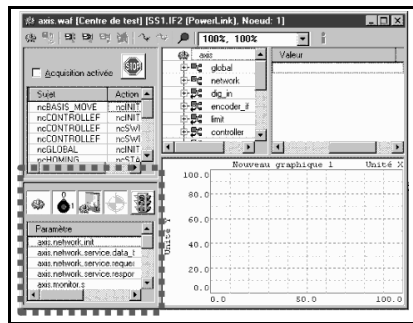 axis.waf [Centre de test] [SS1.IF2 (PowerLink), Noeud: 1]
100%, 100%
Acquisition activée
STOP
Sujet Action
ncBASIS_MOVE ncINIT
ncCONTROLLEF ncINIT
ncCONTROLLEF ncSWI
ncCONTROLLEF ncSWI
ncGLOBAL ncINIT
ncHOMING ncSTA
axis
global
network
dig_in
encoder_if
limit
controller
Valeur
Paramètre
axis.network.init
axis.network.service.data_t
axis.network.service.reque
axis.network.service.respor
axis.monitor.s
Nouveau graphique 1 Unité X
Unité Y
100.0
80.0
60.0
40.0
20.0
0.0
0.0 50.0 100.0